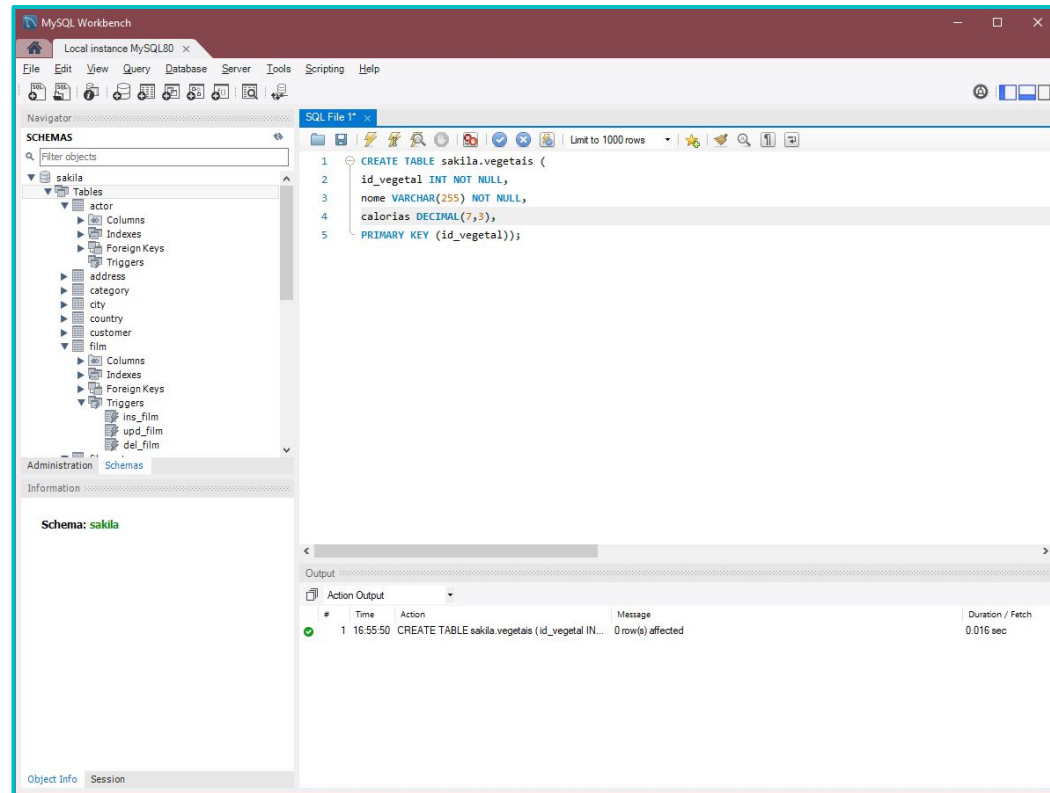 MySQL Workbench
Local instance MySQL80
File Edit View Query Database Server Tools Scripting Help
Navigator
SCHEMAS
Filter objects
sakila
Tables
actor
Columns
Indexes
Foreign Keys
Triggers
address
category
city
country
customer
film
Columns
Indexes
Foreign Keys
Triggers
ins_film
upd_film
del_film
Administration Schemas
Information
Schema: sakila
Object Info Session
SQL File 1*
Limit to 1000 rows
1 CREATE TABLE sakila.vegetais (
2 id_vegetal INT NOT NULL,
3 nome VARCHAR(255) NOT NULL,
4 calorias DECIMAL(7,3),
5 PRIMARY KEY (id_vegetal));
Output
Action Output
# Time Action Message Duration / Fetch
1 16:55:50 CREATE TABLE sakila.vegetais ( id_vegetal IN... 0 row(s) affected 0.016 sec